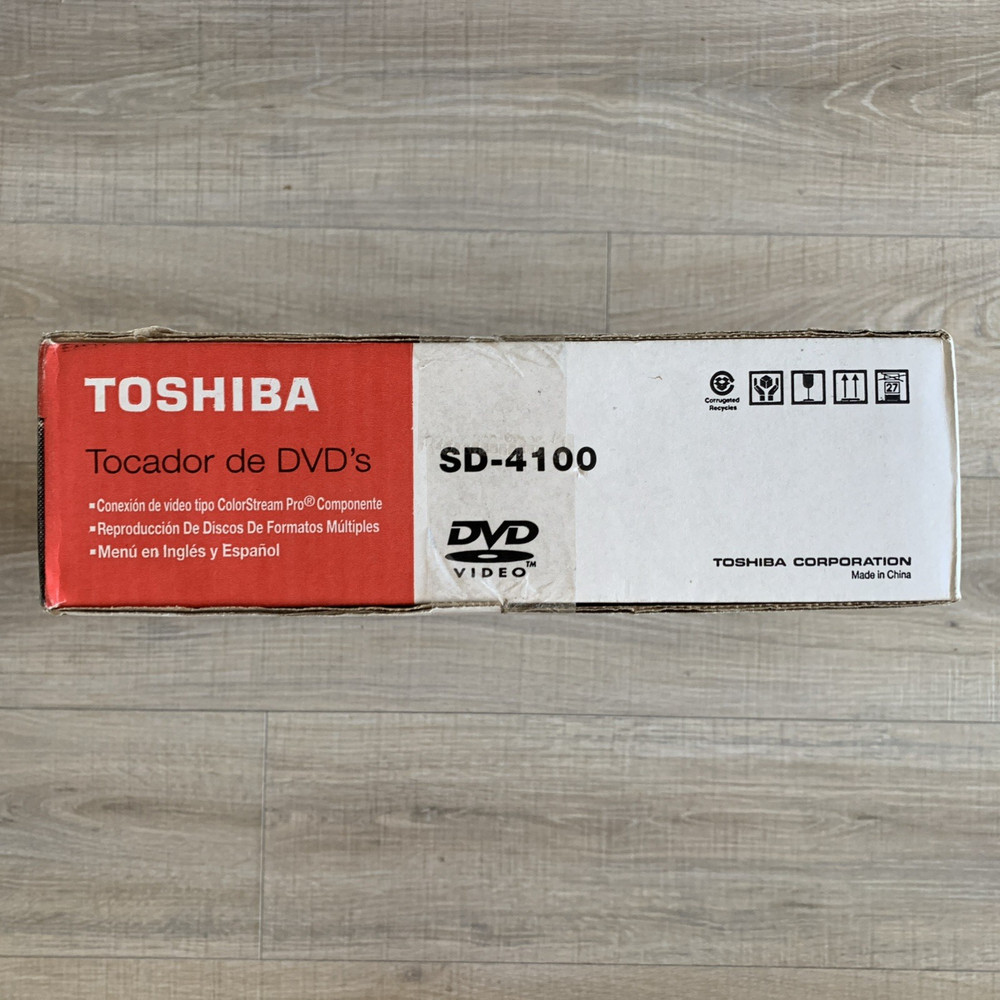 TOSHIBA
Tocador de DVD's
▪Conexión de video tipo ColorStream Pro® Componente
▪Reproducción De Discos De Formatos Múltiples
▪Menú en Inglés y Español
SD-4100
DVD
VIDEO™
Corrugated
Recycles
27
TOSHIBA CORPORATION
Made in China